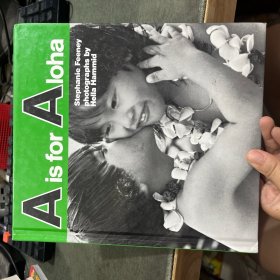 A is for Aloha
Stephanie Feeney
photographs by
Hella Hammid